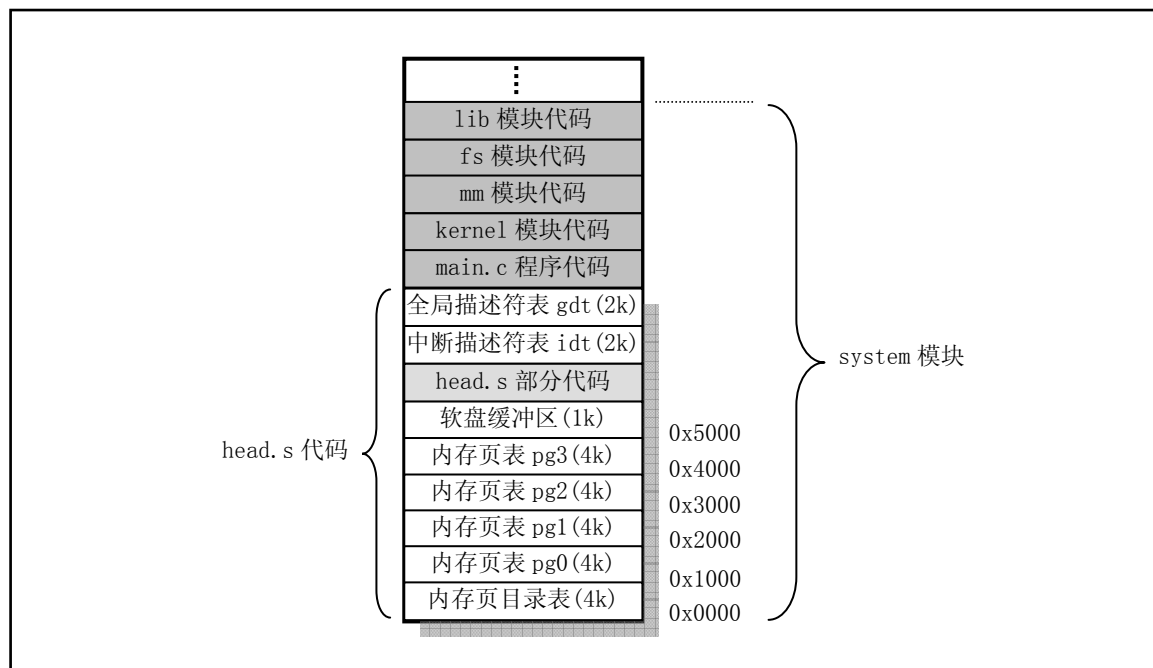 ⋮
lib 模块代码
fs 模块代码
mm 模块代码
kernel 模块代码
main.c 程序代码
全局描述符表 gdt(2k)
中断描述符表 idt(2k)
head.s 部分代码
软盘缓冲区(1k)
内存页表 pg3(4k)
内存页表 pg2(4k)
内存页表 pg1(4k)
内存页表 pg0(4k)
内存页目录表(4k)
head.s 代码
0x5000
0x4000
0x3000
0x2000
0x1000
0x0000
system 模块